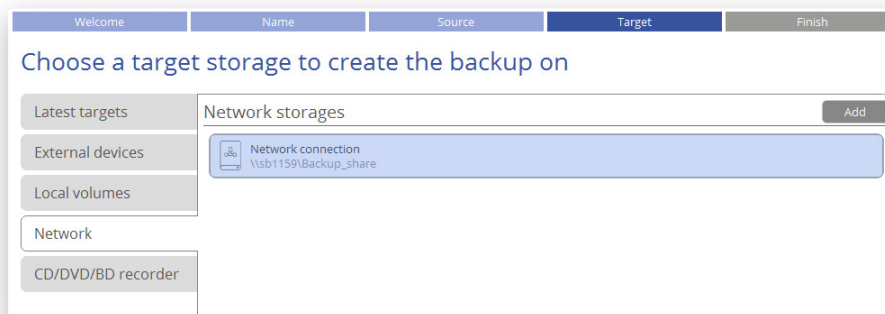 Welcome Name Source Target Finish
Choose a target storage to create the backup on
Latest targets
External devices
Local volumes
Network
CD/DVD/BD recorder
Network storages Add
Network connection
\\sb1159\Backup_share